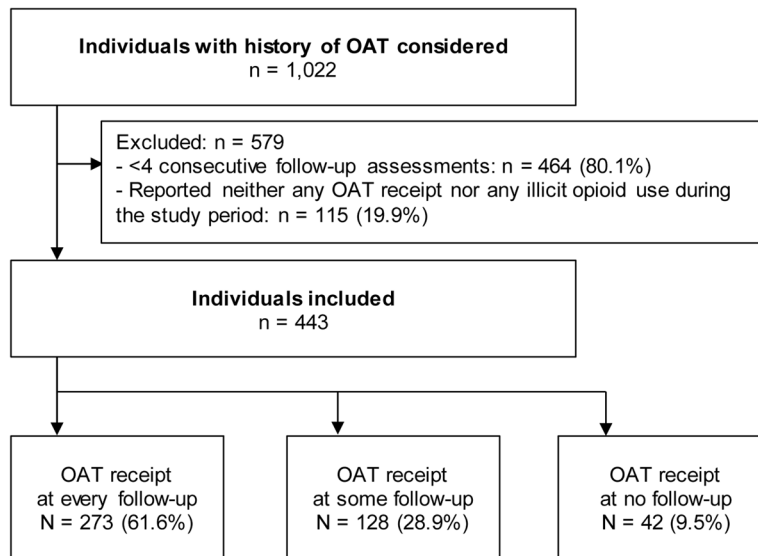 Individuals with history of OAT considered
n = 1,022
Excluded: n = 579
- <4 consecutive follow-up assessments: n = 464 (80.1%)
- Reported neither any OAT receipt nor any illicit opioid use during
the study period: n = 115 (19.9%)
Individuals included
n = 443
OAT receipt
at every follow-up
N = 273 (61.6%)
OAT receipt
at some follow-up
N = 128 (28.9%)
OAT receipt
at no follow-up
N = 42 (9.5%)